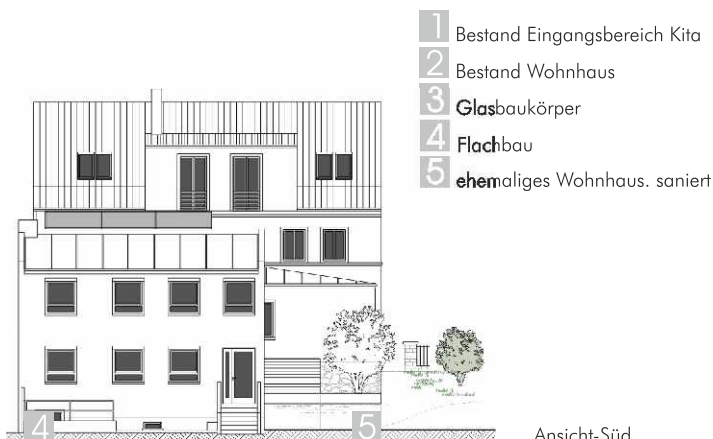 1 Bestand Eingangsbereich Kita
2 Bestand Wohnhaus
3 Glasbaukörper
4 Flachbau
5 ehemaliges Wohnhaus. saniert
4 5
Ansicht-Süd